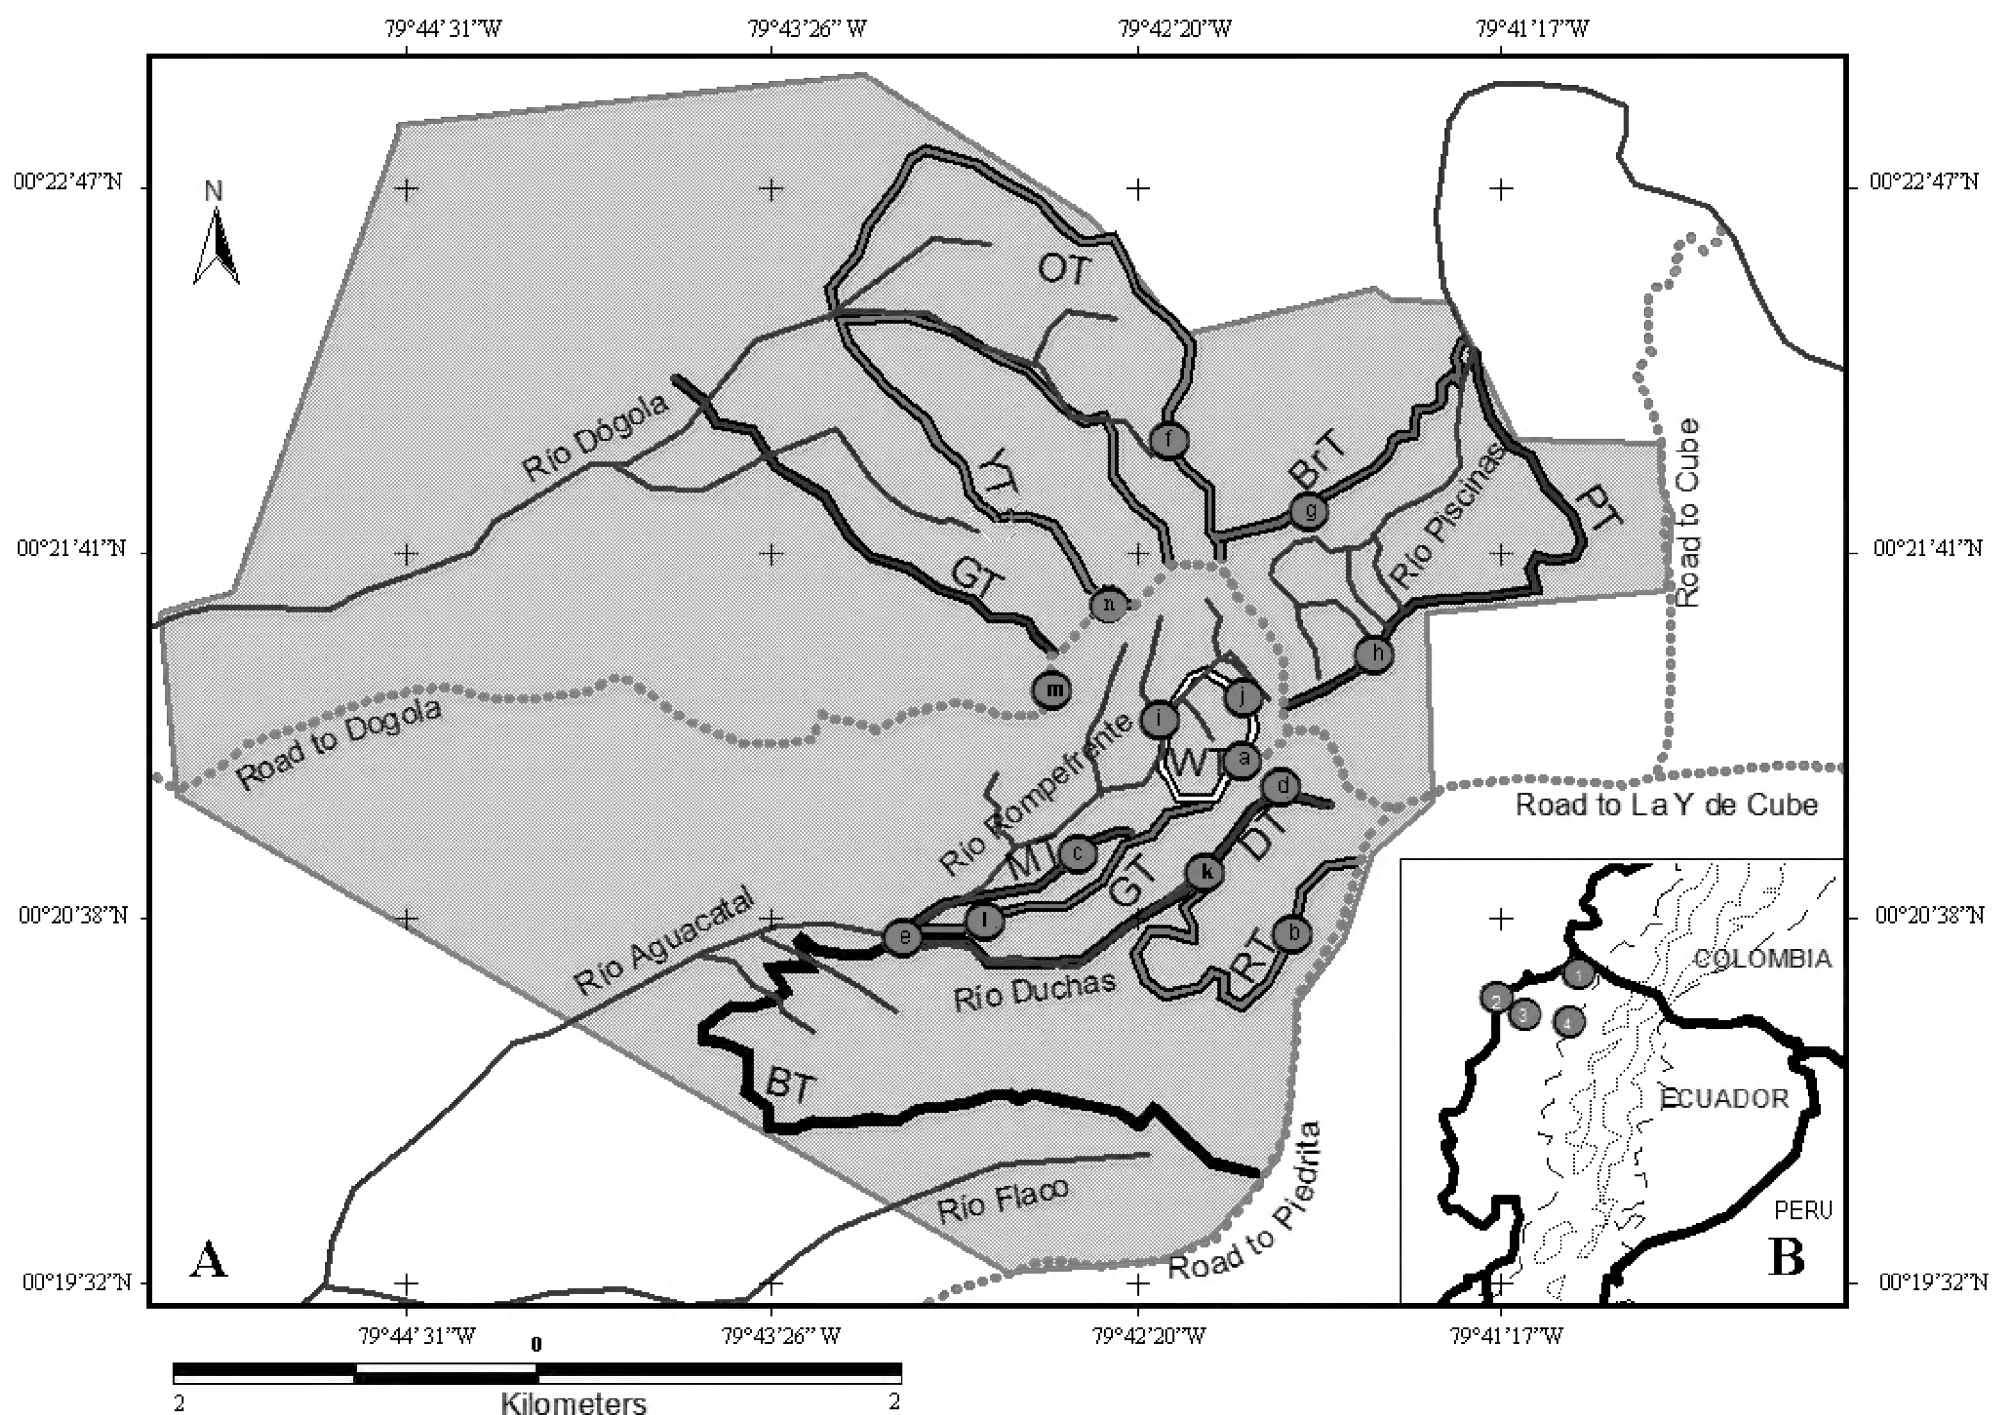 79°44'31"W 79°43'26" W 79°42'20"W 79°41'17"W
00°22'47"N
00°22'47"N
N
OT
Río Dógola
YT
BrT
f
g
Río Piscinas
PT
Road to Cube
00°21'41"N
00°21'41"N
GT
n
h
m
j
i
Road to Dogola
WT
a
d
Río Rompefrente
Road to La Y de Cube
MT
c
DT
GT
k
00°20'38"N
00°20'38"N
Río Aguacatal
e
l
b
RT
Río Duchas
COLOMBIA
1
2
3
4
BT
ECUADOR
Río Flaco
Road to Piedrita
PERU
A
B
00°19'32"N
00°19'32"N
79°44'31"W 79°43'26" W 79°42'20"W 79°41'17"W
0
2
2
Kilometers